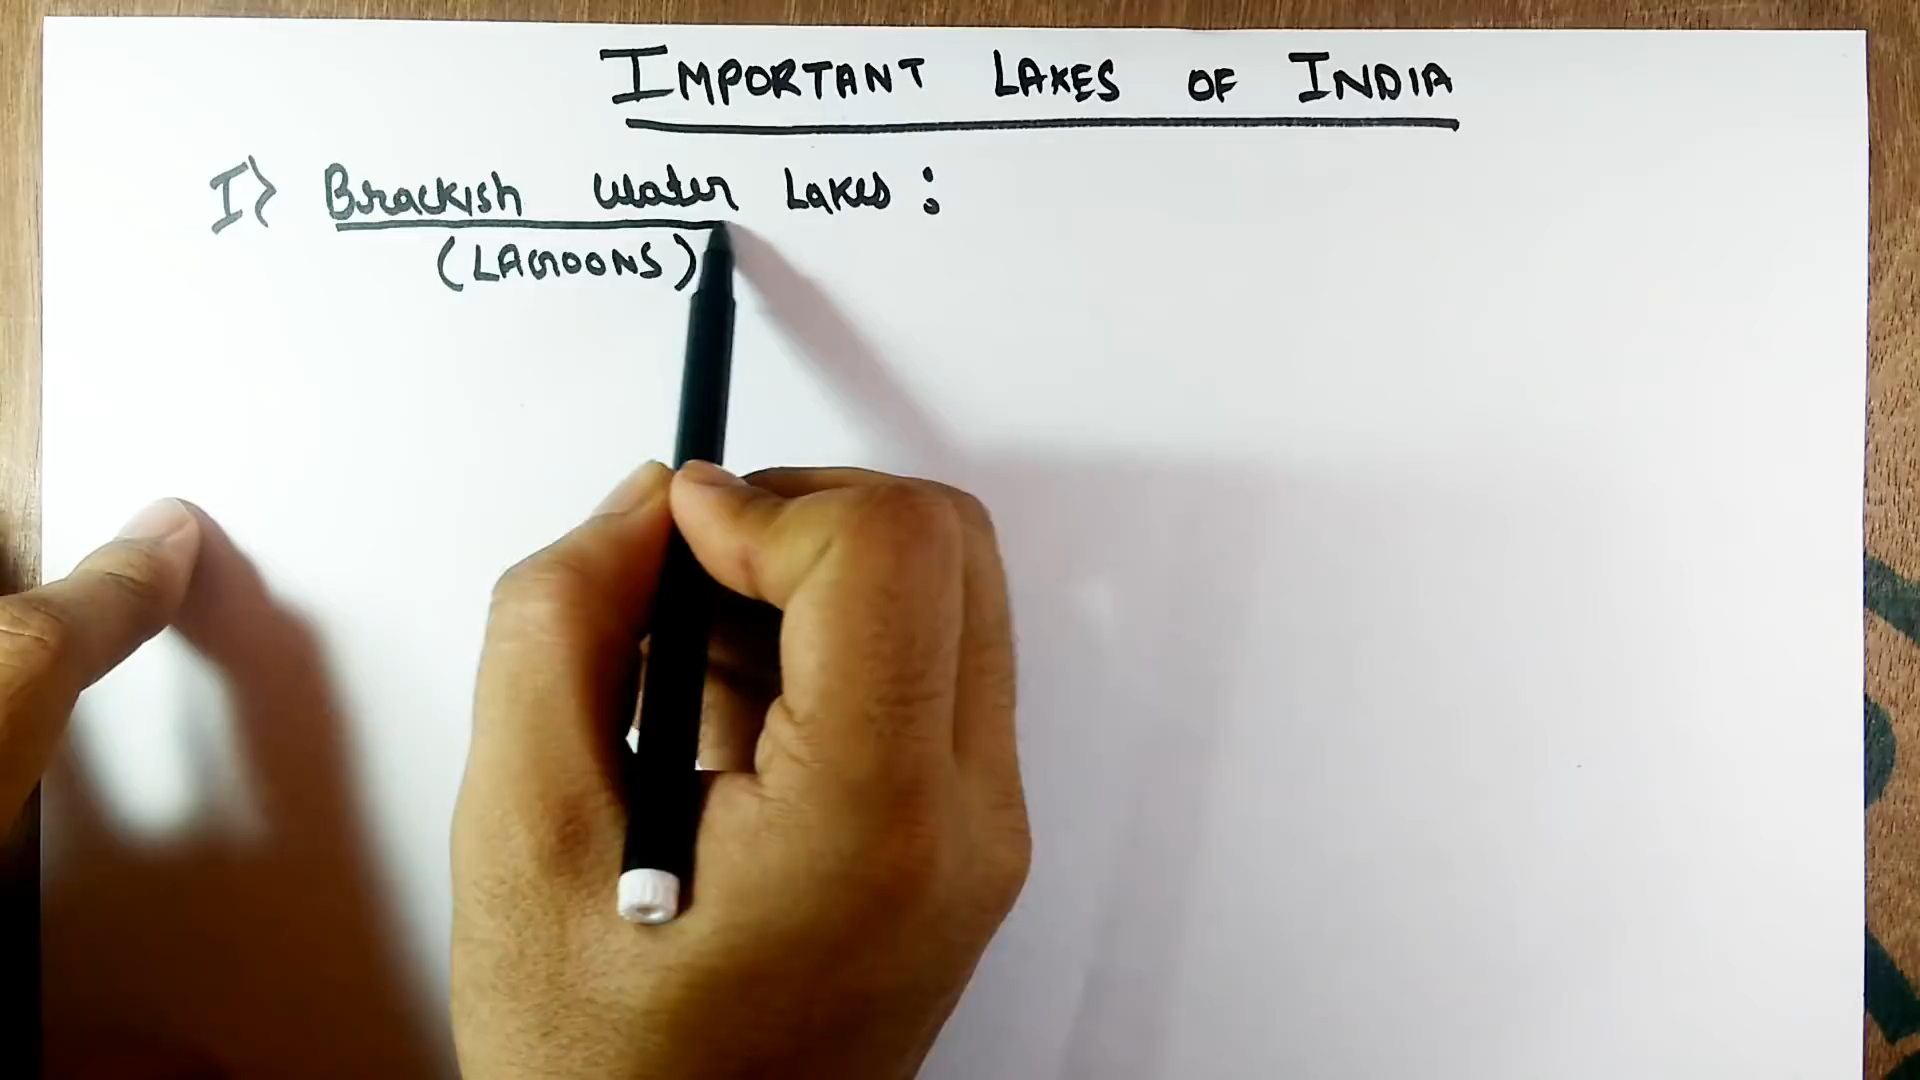 IMPORTANT LAKES OF INDIA
I> Brackish Water Lakes :
(LAGOONS)